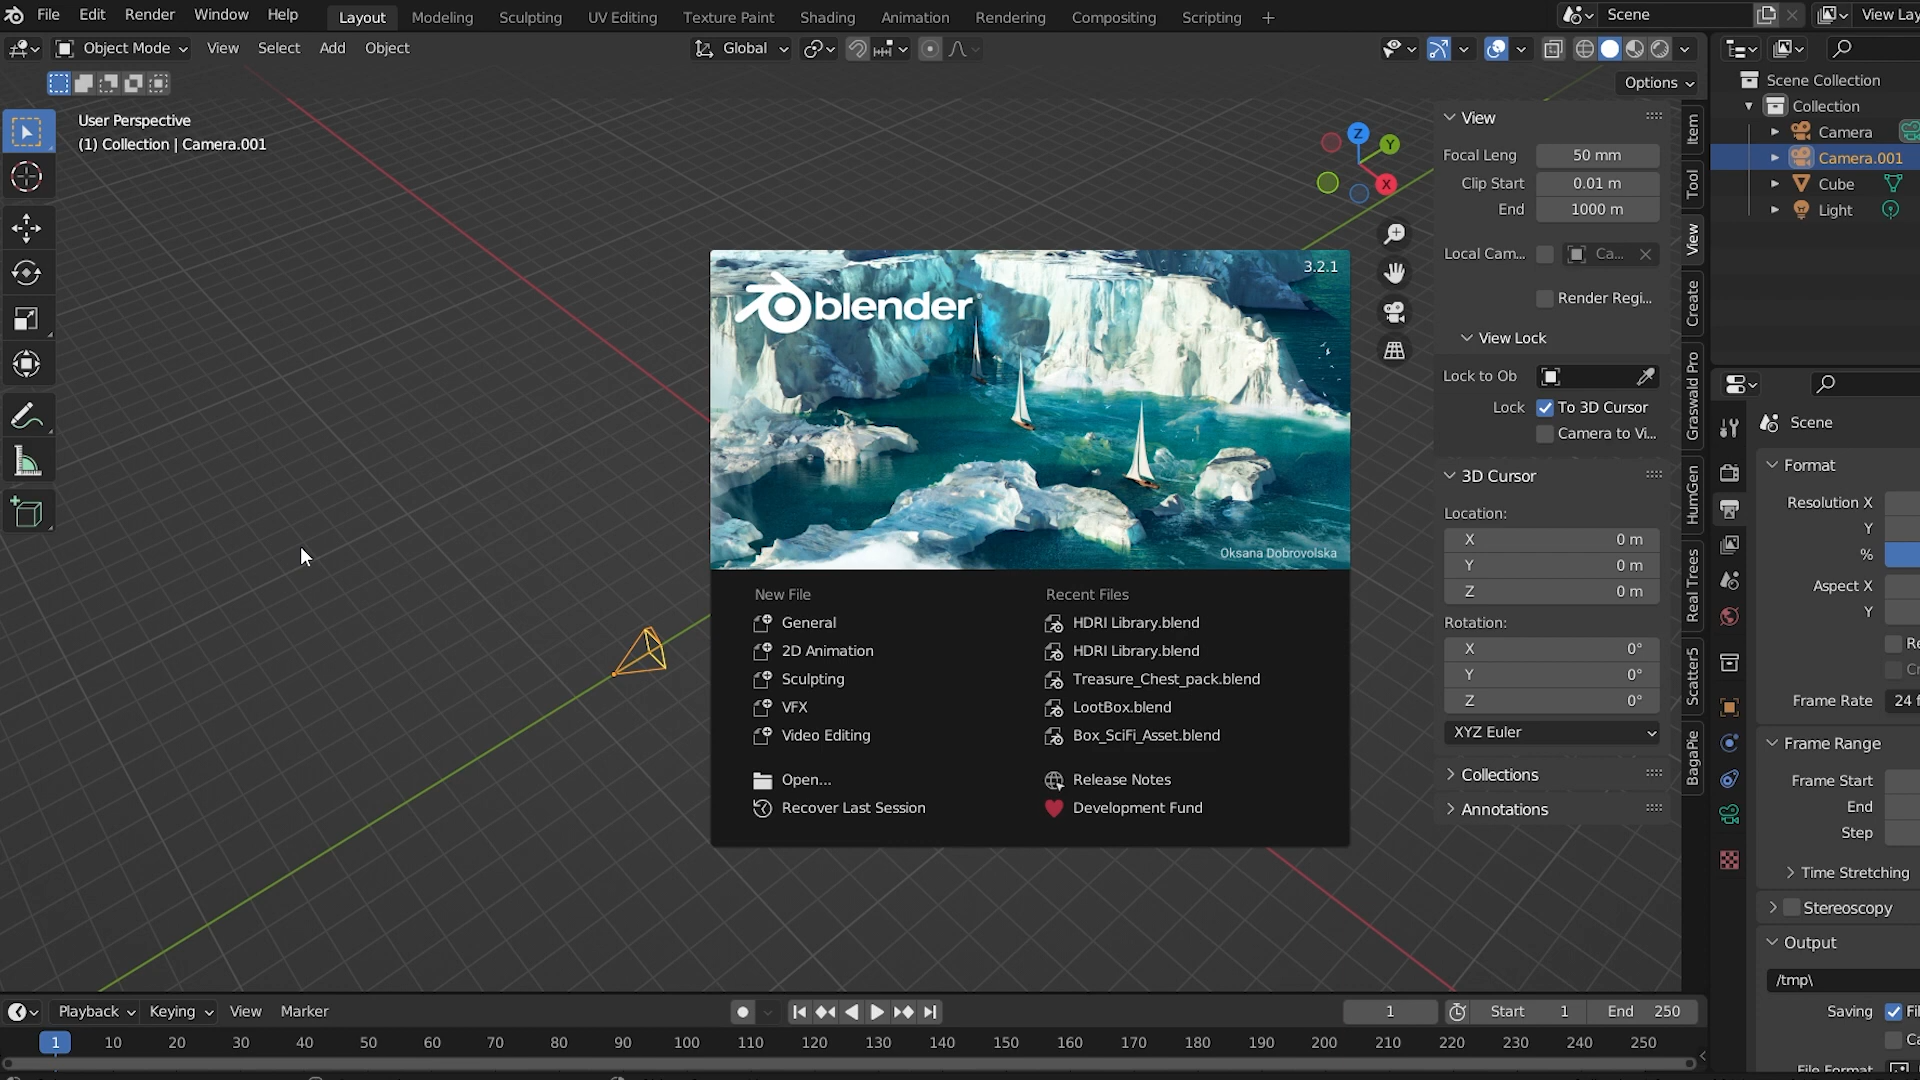 File Edit Render Window Help Layout Modeling Sculpting UV Editing Texture Paint Shading Animation Rendering Compositing Scripting + Scene View Lay
Object Mode View Select Add Object Global
Options
User Perspective
(1) Collection | Camera.001
Z
Y
X
View
Focal Leng 50 mm
Clip Start 0.01 m
End 1000 m
Local Cam... Ca...
Render Regi...
View Lock
Lock to Ob
Lock To 3D Cursor
Camera to Vi...
3D Cursor
Location:
X 0 m
Y 0 m
Z 0 m
Rotation:
X 0°
Y 0°
Z 0°
XYZ Euler
Collections
Annotations
Item
Tool
View
Create
Graswald Pro
HumGen
Real Trees
Scatter5
BagaPie
Scene Collection
Collection
Camera
Camera.001
Cube
Light
Scene
Format
Resolution X
Y
%
Aspect X
Y
Re
Frame Rate 24 f
Frame Range
Frame Start
End
Step
Time Stretching
Stereoscopy
Output
/tmp\
Saving Fil
Ca
File Format
3.2.1
blender
Oksana Dobrovolska
New File
General
2D Animation
Sculpting
VFX
Video Editing
Open...
Recover Last Session
Recent Files
HDRI Library.blend
HDRI Library.blend
Treasure_Chest_pack.blend
LootBox.blend
Box_SciFi_Asset.blend
Release Notes
Development Fund
Playback Keying View Marker 1 Start 1 End 250
1 10 20 30 40 50 60 70 80 90 100 110 120 130 140 150 160 170 180 190 200 210 220 230 240 250